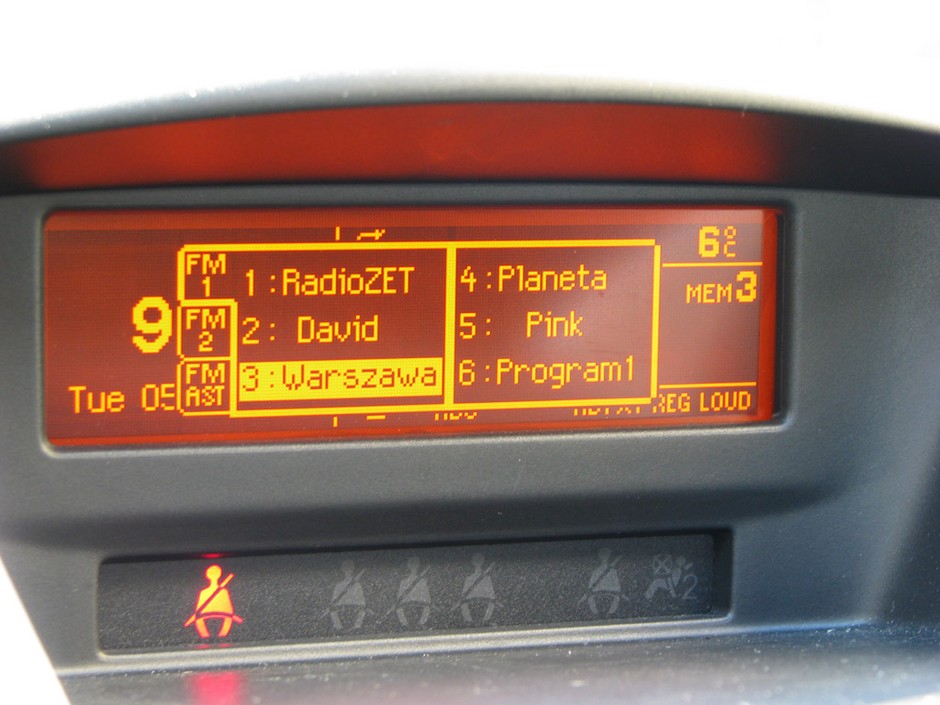 6°C
FM 1
1:RadioZET
4:Planeta
MEM3
9
FM 2
2: David
5: Pink
FM AST
3:Warszawa
6:Program1
Tue 05
REG LOUD
2